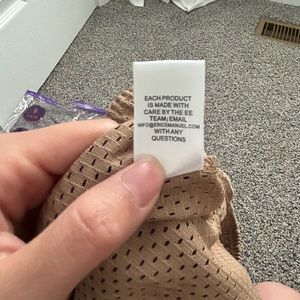 EACH PRODUCT
IS MADE WITH
CARE BY THE EE
TEAM; EMAIL
INFO@ERICEMANUEL.COM
WITH ANY
QUESTIONS